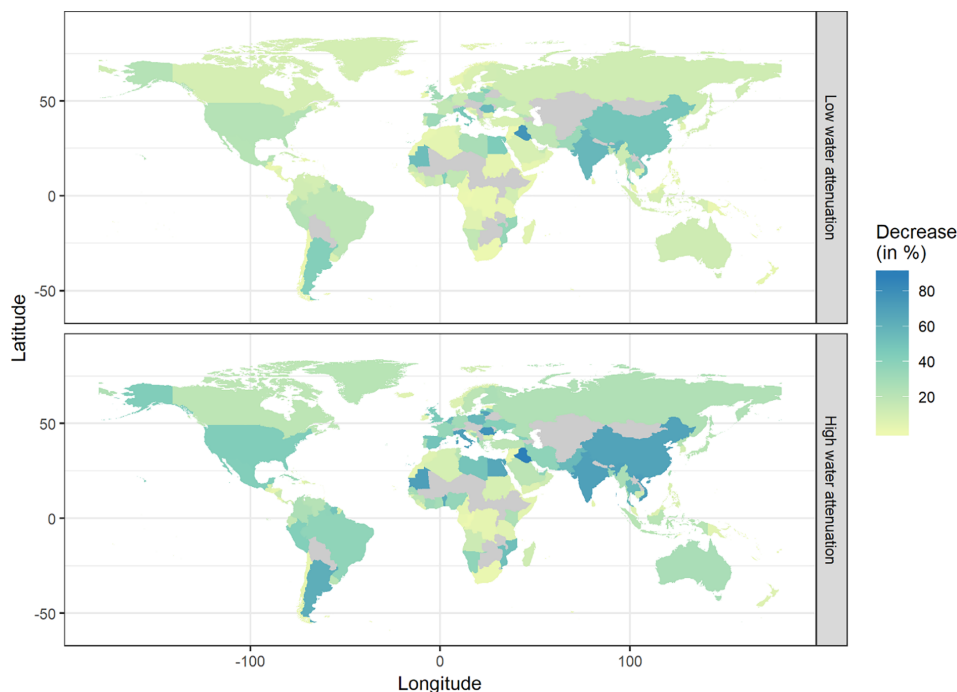 50
0
-50
Low water attenuation
50
0
-50
High water attenuation
-100
0
100
Latitude
Longitude
Decrease
(in %)
80
60
40
20